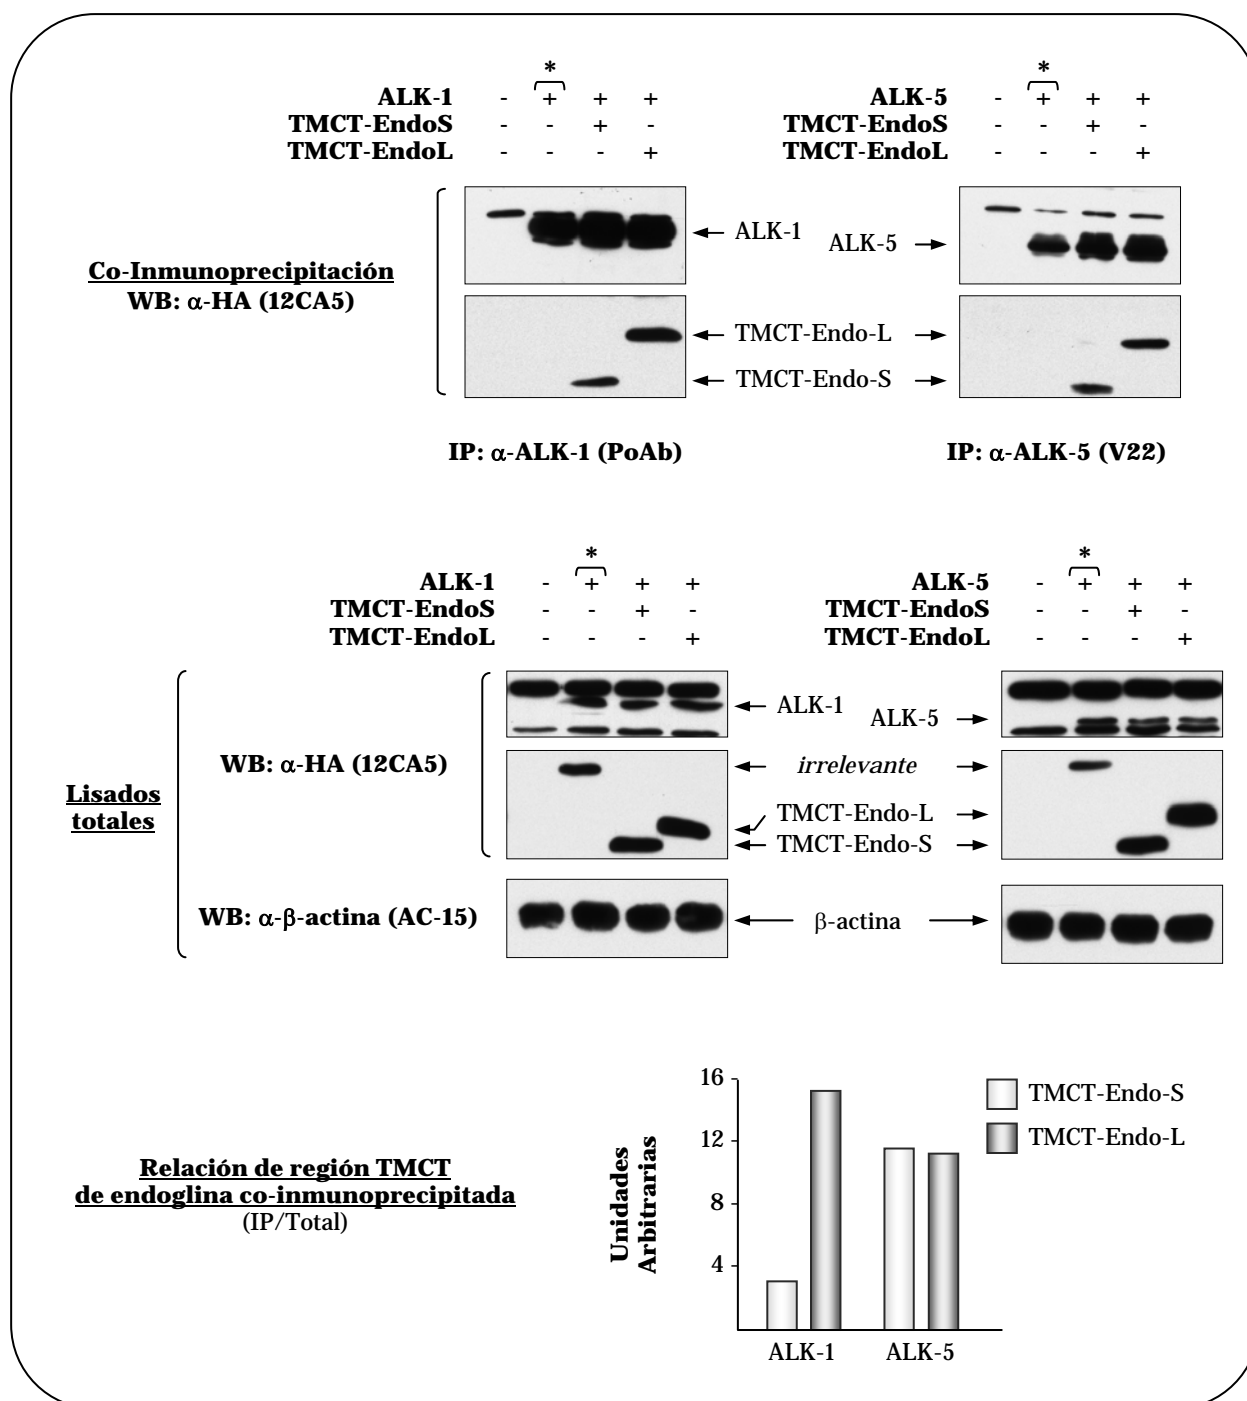 *
ALK-1 - + + +
TMCT-EndoS - - + -
TMCT-EndoL - - - +
*
ALK-5 - + + +
TMCT-EndoS - - + -
TMCT-EndoL - - - +
Co-Inmunoprecipitación
WB: α-HA (12CA5)
ALK-1
ALK-5
TMCT-Endo-L
TMCT-Endo-S
IP: α-ALK-1 (PoAb)
IP: α-ALK-5 (V22)
*
ALK-1 - + + +
TMCT-EndoS - - + -
TMCT-EndoL - - - +
*
ALK-5 - + + +
TMCT-EndoS - - + -
TMCT-EndoL - - - +
Lisados
totales
WB: α-HA (12CA5)
ALK-1
ALK-5
irrelevante
TMCT-Endo-L
TMCT-Endo-S
WB: α-β-actina (AC-15)
β-actina
Relación de región TMCT
de endoglina co-inmunoprecipitada
(IP/Total)
Unidades
Arbitrarias
16
12
8
4
ALK-1
ALK-5
TMCT-Endo-S
TMCT-Endo-L